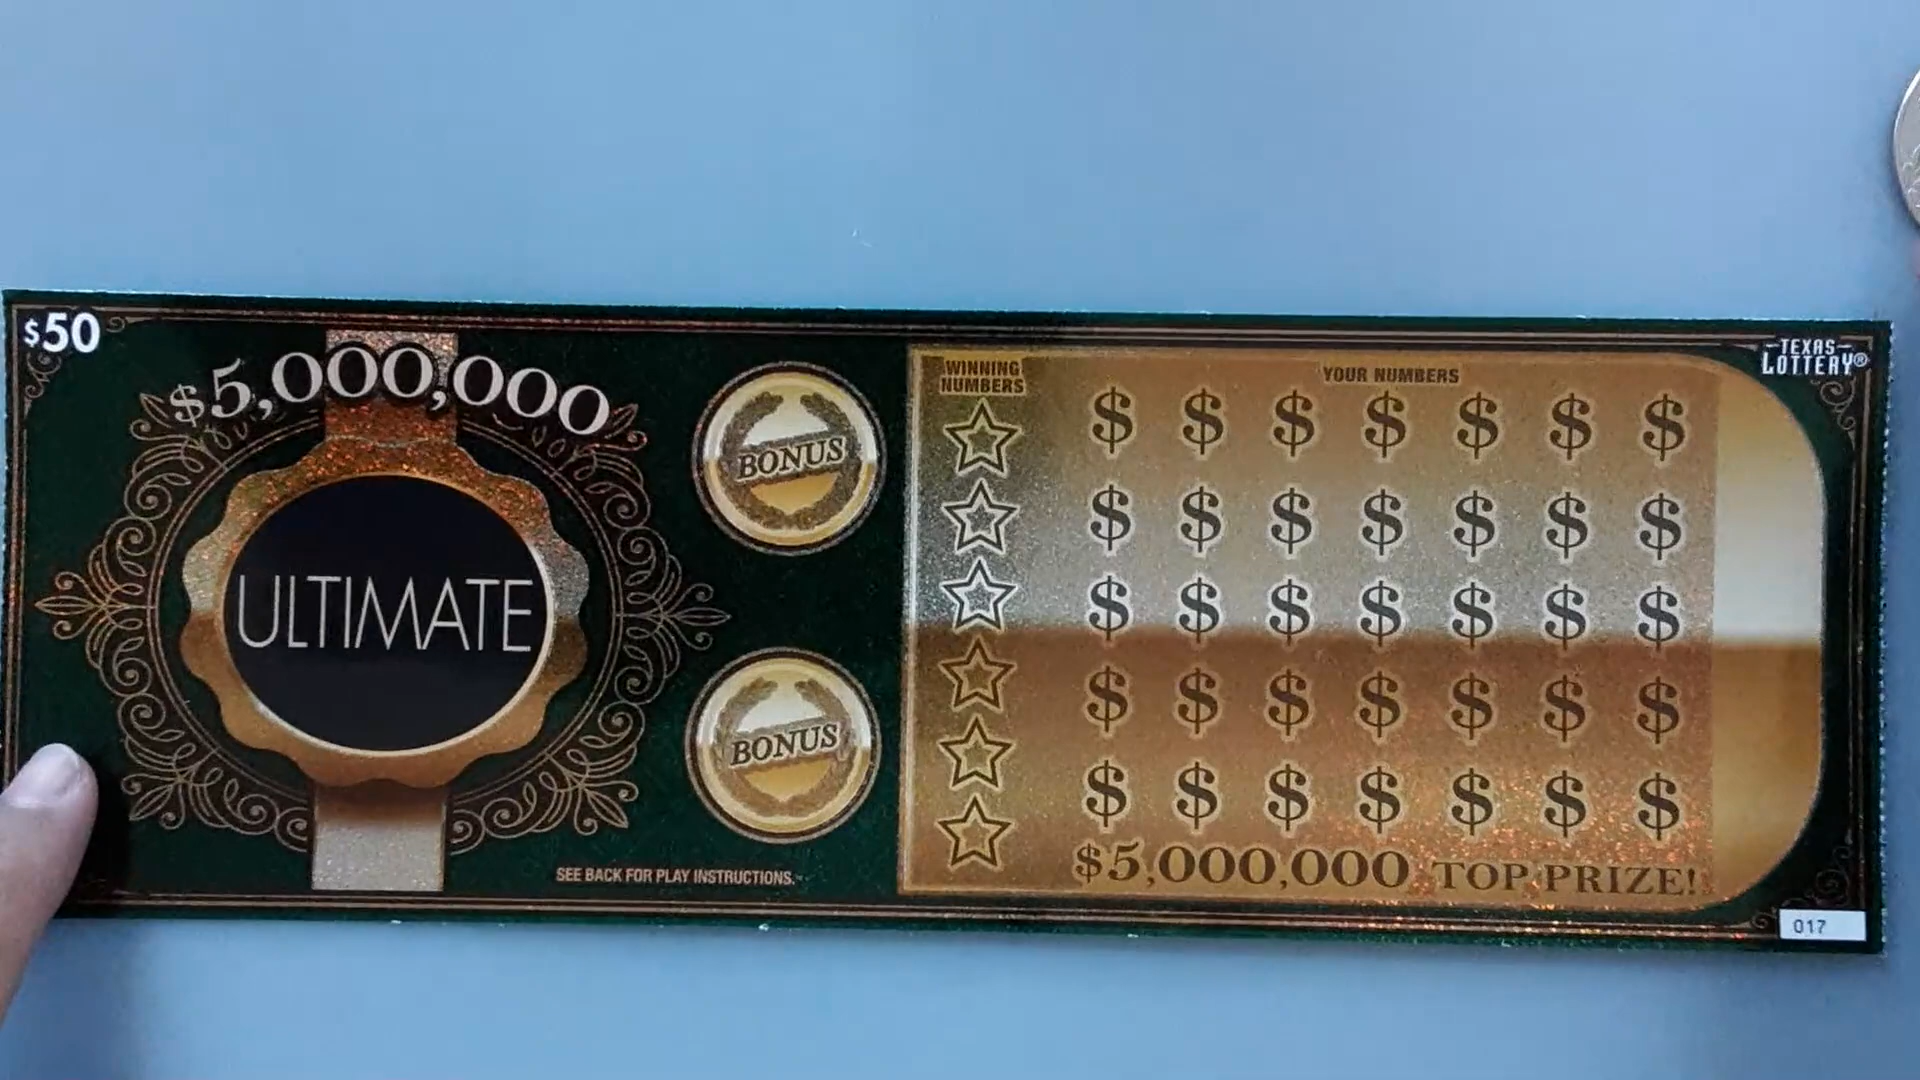 $50
$5,000,000
ULTIMATE
BONUS
BONUS
SEE BACK FOR PLAY INSTRUCTIONS.
WINNING
NUMBERS
YOUR NUMBERS
$ $ $ $ $ $ $
$ $ $ $ $ $ $
$ $ $ $ $ $ $
$ $ $ $ $ $ $
$ $ $ $ $ $ $
$5,000,000 TOP PRIZE!
TEXAS
LOTTERY®
017